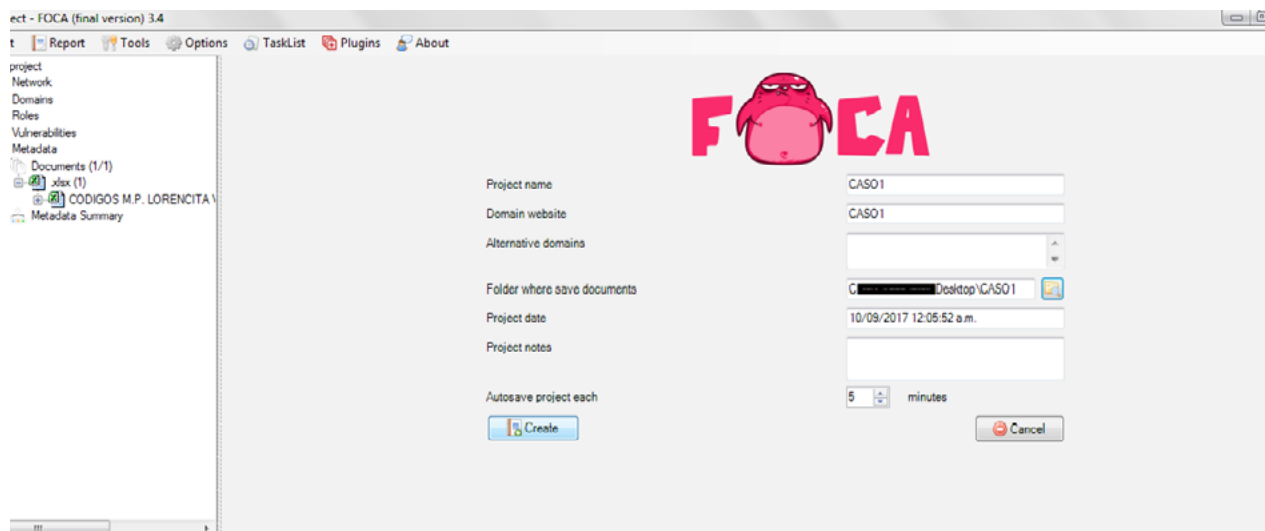 ect - FOCA (final version) 3.4
t Report Tools Options TaskList Plugins About
project
Network
Domains
Roles
Vulnerabilities
Metadata
Documents (1/1)
.xlsx (1)
CODIGOS M.P. LORENCITA V
Metadata Summary
FOCA
Project name CASO1
Domain website CASO1
Alternative domains
Folder where save documents C Desktop\CASO1
Project date 10/09/2017 12:05:52 a.m.
Project notes
Autosave project each 5 minutes
Create Cancel